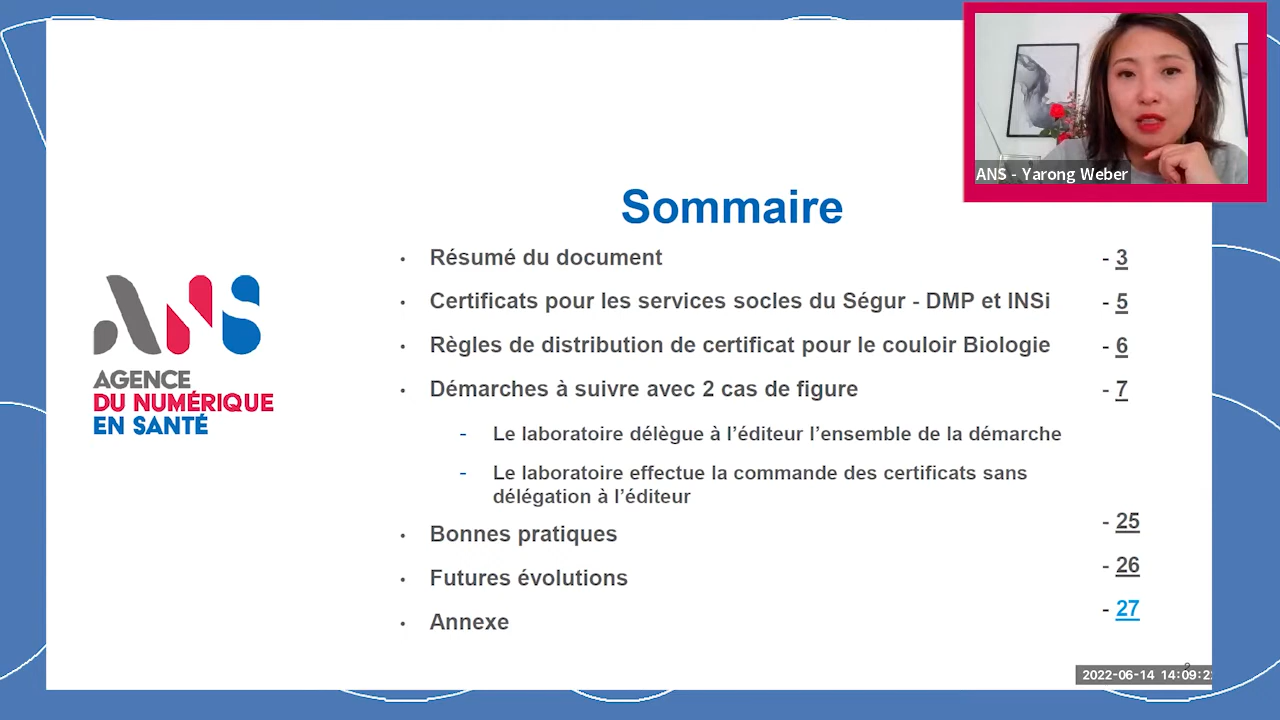 ANS - Yarong Weber
Sommaire
• Résumé du document - 3
• Certificats pour les services socles du Ségur - DMP et INSi - 5
• Règles de distribution de certificat pour le couloir Biologie - 6
• Démarches à suivre avec 2 cas de figure - 7
- Le laboratoire délègue à l'éditeur l'ensemble de la démarche
- Le laboratoire effectue la commande des certificats sans
délégation à l'éditeur
• Bonnes pratiques - 25
• Futures évolutions - 26
• Annexe - 27
ANS
AGENCE
DU NUMÉRIQUE
EN SANTÉ
2